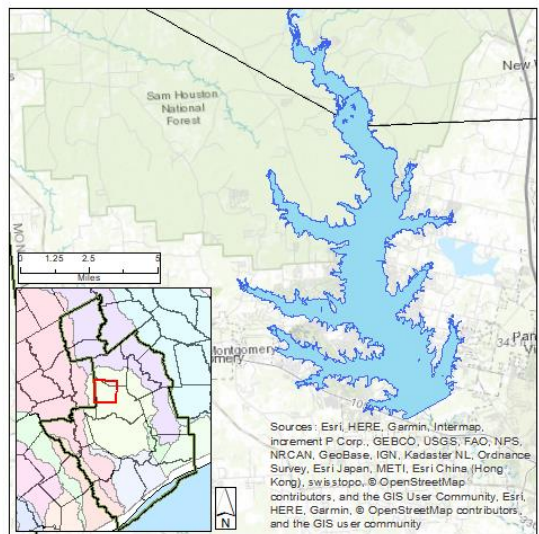 New
Sam Houston
National
Forest
0 1.25 2.5 5
Miles
Montgomery
Pan
Sources: Esri, HERE, Garmin, Intermap,
increment P Corp., GEBCO, USGS, FAO, NPS,
NRCAN, GeoBase, IGN, Kadaster NL, Ordnance
Survey, Esri Japan, METI, Esri China (Hong
Kong), swisstopo, © OpenStreetMap
contributors, and the GIS User Community, Esri,
HERE, Garmin, © OpenStreetMap contributors,
and the GIS user community
N